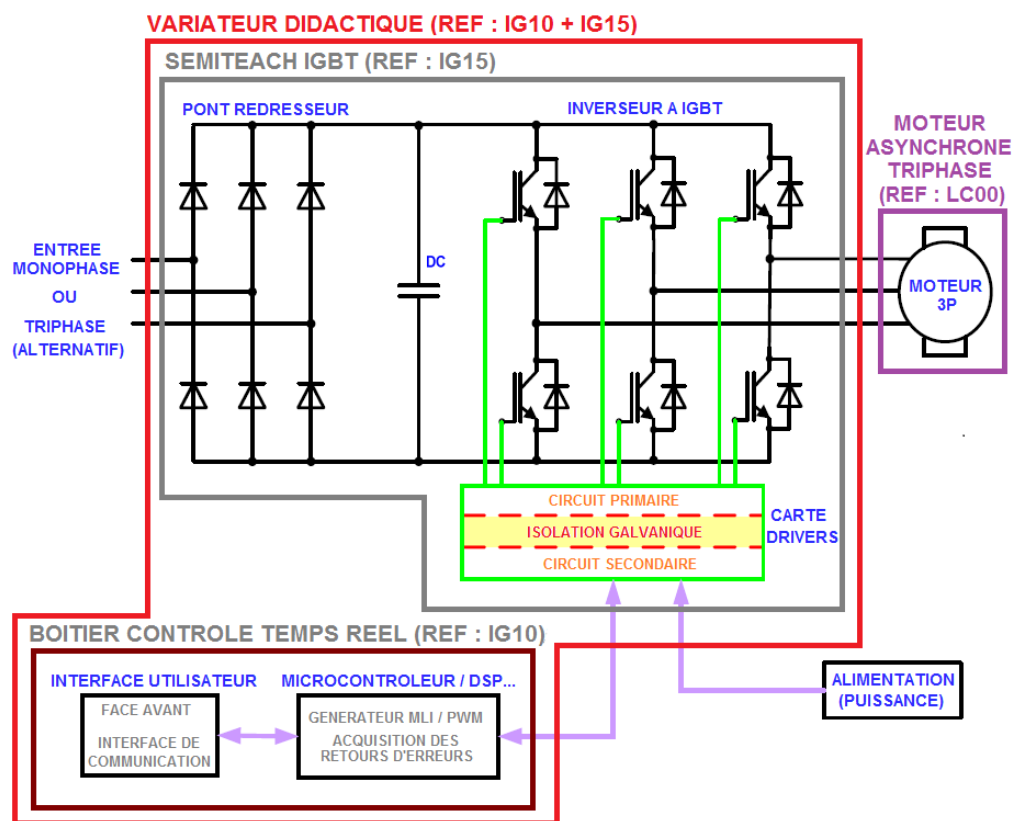 VARIATEUR DIDACTIQUE (REF : IG10 + IG15)
SEMITEACH IGBT (REF : IG15)
PONT REDRESSEUR
INVERSEUR A IGBT
MOTEUR
ASYNCHRONE
TRIPHASE
(REF : LC00)
ENTREE
MONOPHASE
OU
TRIPHASE
(ALTERNATIF)
DC
MOTEUR
3P
CIRCUIT PRIMAIRE
ISOLATION GALVANIQUE
CIRCUIT SECONDAIRE
CARTE
DRIVERS
BOITIER CONTROLE TEMPS REEL (REF : IG10)
INTERFACE UTILISATEUR
FACE AVANT
INTERFACE DE
COMMUNICATION
MICROCONTROLEUR / DSP...
GENERATEUR MLI / PWM
ACQUISITION DES
RETOURS D'ERREURS
ALIMENTATION
(PUISSANCE)